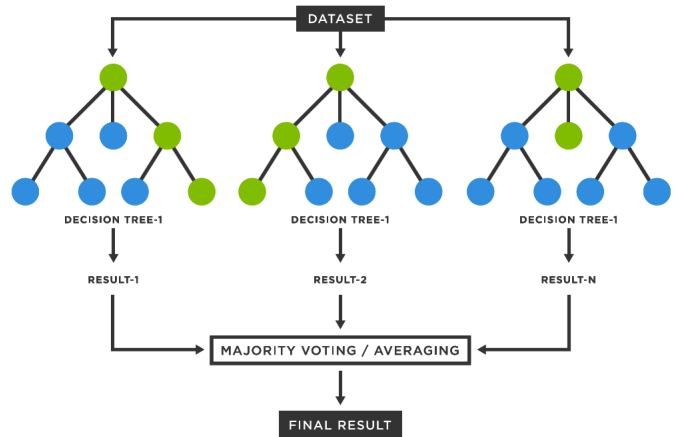 DATASET
DECISION TREE-1
DECISION TREE-1
DECISION TREE-1
RESULT-1
RESULT-2
RESULT-N
MAJORITY VOTING / AVERAGING
FINAL RESULT